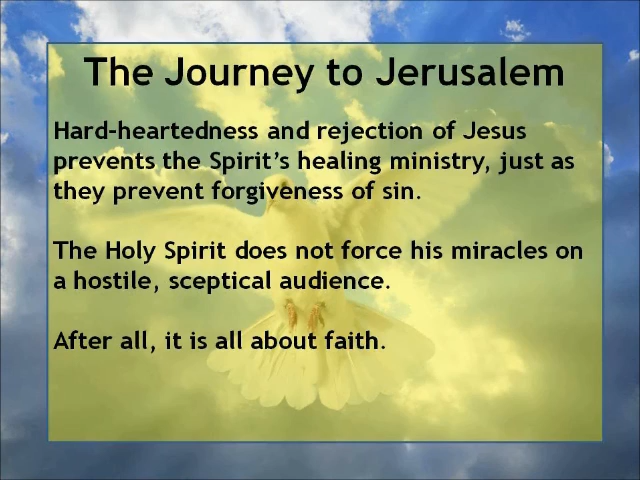 The Journey to Jerusalem
Hard-heartedness and rejection of Jesus
prevents the Spirit's healing ministry, just as
they prevent forgiveness of sin.
The Holy Spirit does not force his miracles on
a hostile, sceptical audience.
After all, it is all about faith.